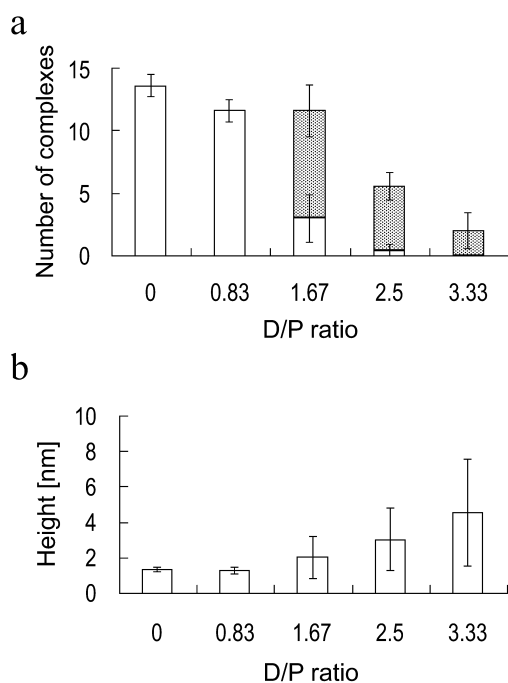 a
Number of complexes
15
10
5
0
0 0.83 1.67 2.5 3.33
D/P ratio
b
Height [nm]
10
8
6
4
2
0
0 0.83 1.67 2.5 3.33
D/P ratio